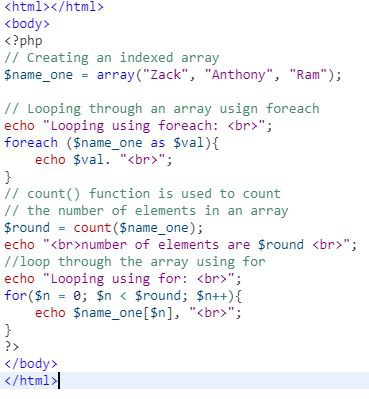 <html></html>
<body>
<?php
// Creating an indexed array
$name_one = array("Zack", "Anthony", "Ram");
// Looping through an array usign foreach
echo "Looping using foreach: <br>";
foreach ($name_one as $val){
echo $val. "<br>";
}
// count() function is used to count
// the number of elements in an array
$round = count($name_one);
echo "<br>number of elements are $round <br>";
//loop through the array using for
echo "Looping using for: <br>";
for($n = 0; $n < $round; $n++){
echo $name_one[$n], "<br>";
}
?>
</body>
</html>